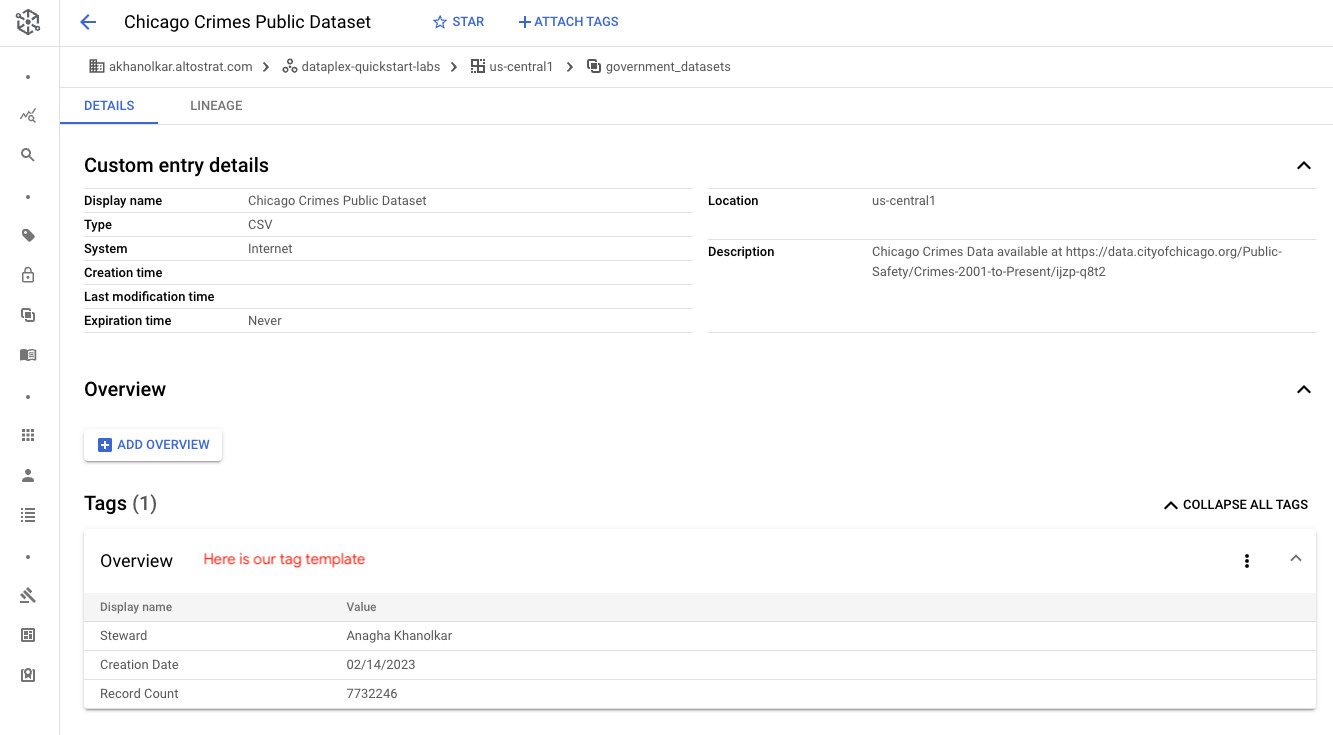 Chicago Crimes Public Dataset STAR ATTACH TAGS
akhanolkar.altostrat.com dataplex-quickstart-labs us-central1 government_datasets
DETAILS LINEAGE
Custom entry details
Display name Chicago Crimes Public Dataset
Type CSV
System Internet
Creation time
Last modification time
Expiration time Never
Location us-central1
Description Chicago Crimes Data available at https://data.cityofchicago.org/Public-
Safety/Crimes-2001-to-Present/ijzp-q8t2
Overview
ADD OVERVIEW
Tags (1) COLLAPSE ALL TAGS
Overview Here is our tag template
Display name Value
Steward Anagha Khanolkar
Creation Date 02/14/2023
Record Count 7732246